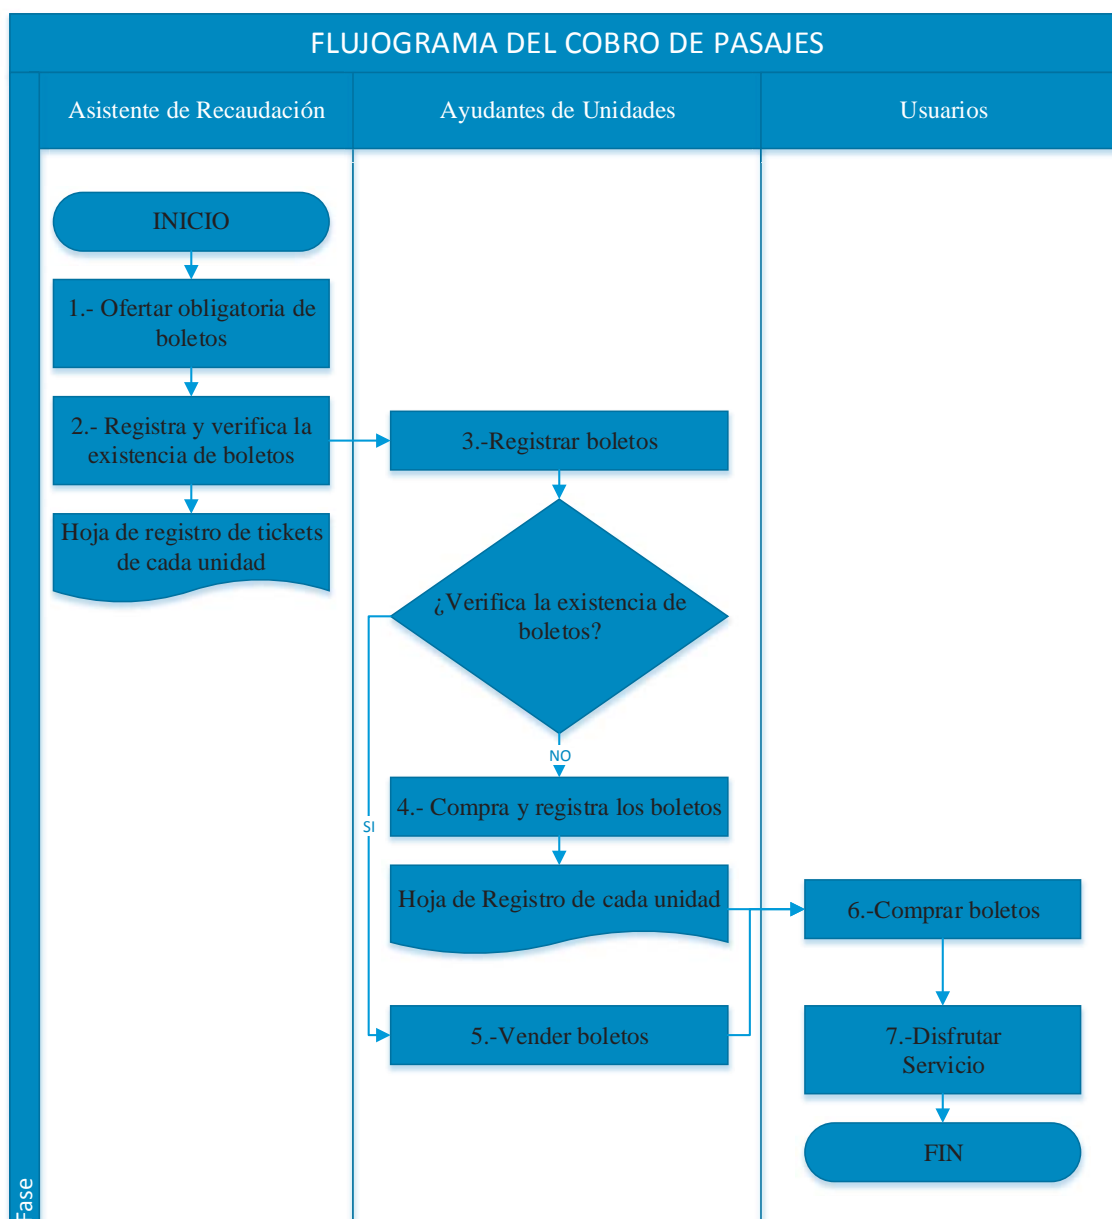 FLUJOGRAMA DEL COBRO DE PASAJES
Asistente de Recaudación
Ayudantes de Unidades
Usuarios
INICIO
1.- Ofertar obligatoria de
boletos
2.- Registra y verifica la
existencia de boletos
Hoja de registro de tickets
de cada unidad
3.-Registrar boletos
¿Verifica la existencia de
boletos?
NO
SI
4.- Compra y registra los boletos
Hoja de Registro de cada unidad
5.-Vender boletos
6.-Comprar boletos
7.-Disfrutar
Servicio
FIN
Fase